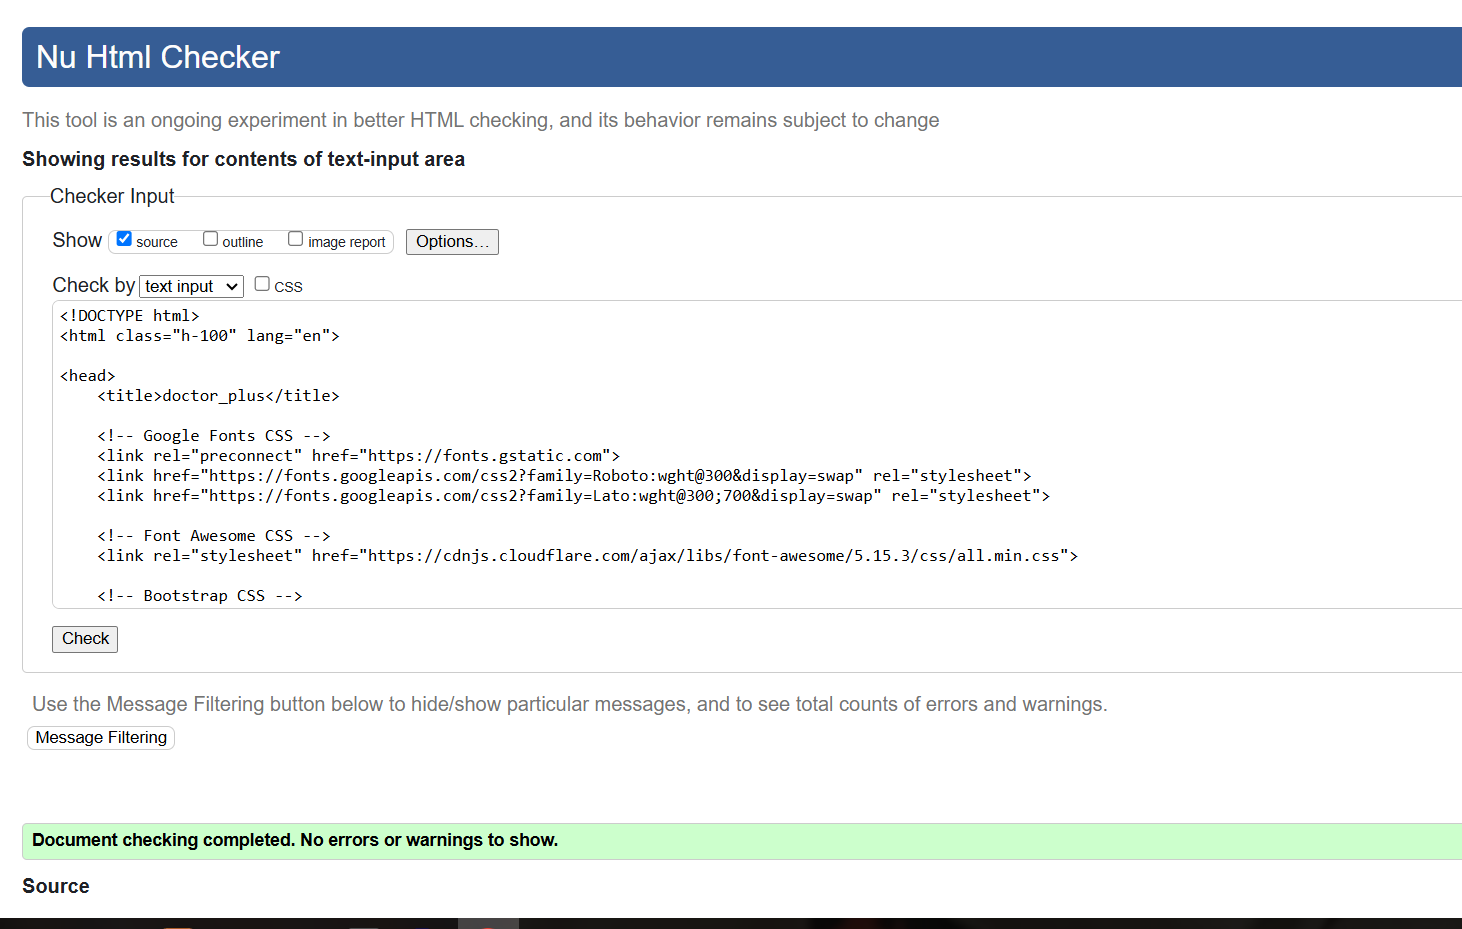 Nu Html Checker
This tool is an ongoing experiment in better HTML checking, and its behavior remains subject to change
Showing results for contents of text-input area
Checker Input
Show source outline image report Options...
Check by text input CSS
<!DOCTYPE html>
<html class="h-100" lang="en">
<head>
<title>doctor_plus</title>
<!-- Google Fonts CSS -->
<link rel="preconnect" href="https://fonts.gstatic.com">
<link href="https://fonts.googleapis.com/css2?family=Roboto:wght@300&display=swap" rel="stylesheet">
<link href="https://fonts.googleapis.com/css2?family=Lato:wght@300;700&display=swap" rel="stylesheet">
<!-- Font Awesome CSS -->
<link rel="stylesheet" href="https://cdnjs.cloudflare.com/ajax/libs/font-awesome/5.15.3/css/all.min.css">
<!-- Bootstrap CSS -->
Check
Use the Message Filtering button below to hide/show particular messages, and to see total counts of errors and warnings.
Message Filtering
Document checking completed. No errors or warnings to show.
Source